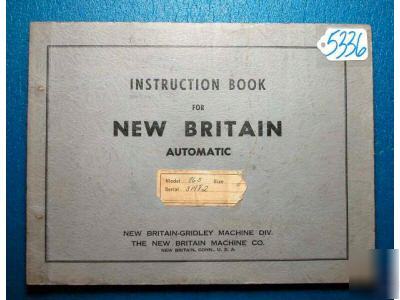 5336
INSTRUCTION BOOK
FOR
NEW BRITAIN
AUTOMATIC
Model 865 Size
Serial
NEW BRITAIN-GRIDLEY MACHINE DIV.
THE NEW BRITAIN MACHINE CO.
NEW BRITAIN, CONN., U. S. A.